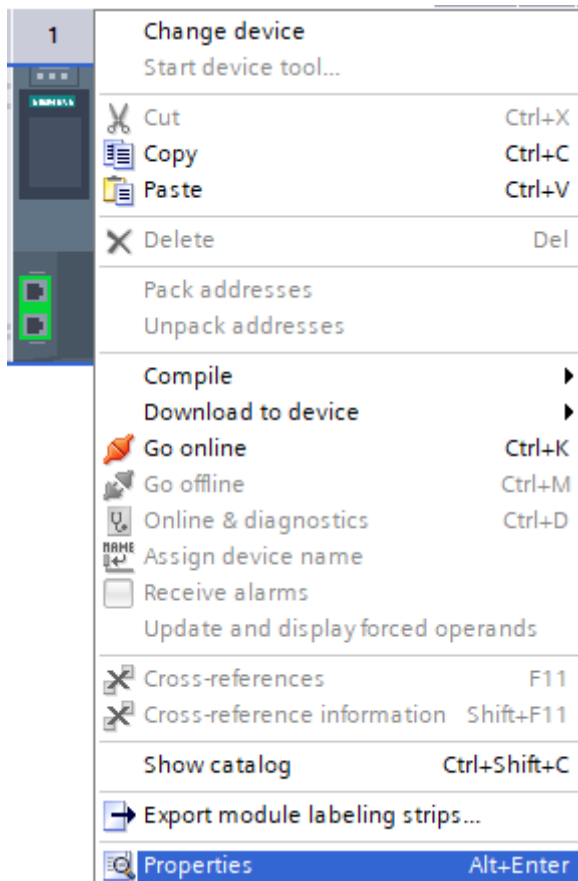 1
SIEMENS
Change device
Start device tool...
Cut Ctrl+X
Copy Ctrl+C
Paste Ctrl+V
Delete Del
Pack addresses
Unpack addresses
Compile
Download to device
Go online Ctrl+K
Go offline Ctrl+M
Online & diagnostics Ctrl+D
NAME Assign device name
Receive alarms
Update and display forced operands
Cross-references F11
Cross-reference information Shift+F11
Show catalog Ctrl+Shift+C
Export module labeling strips...
Properties Alt+Enter